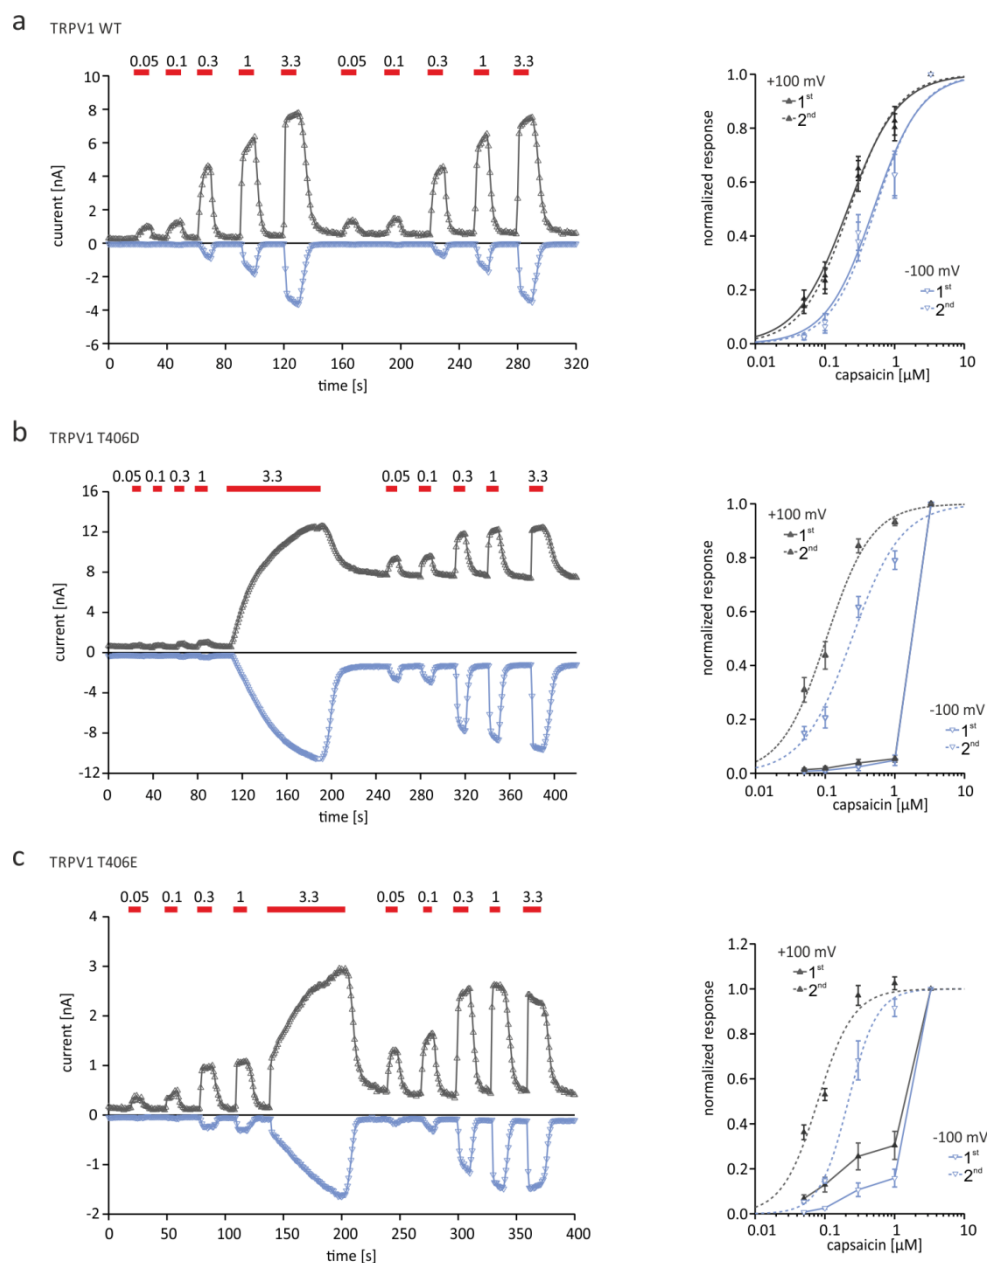 a
TRPV1 WT
0.05 0.1 0.3 1 3.3 0.05 0.1 0.3 1 3.3
10
8
6
4
2
0
-2
-4
-6
cuurent [nA]
0 40 80 120 160 200 240 280 320
time [s]
1.0
0.8
0.6
0.4
0.2
0.0
normalized response
+100 mV
1st
2nd
-100 mV
1st
2nd
0.01 0.1 1 10
capsaicin [µM]
b
TRPV1 T406D
0.05 0.1 0.3 1 3.3 0.05 0.1 0.3 1 3.3
16
12
8
4
0
-4
-8
-12
current [nA]
0 40 80 120 160 200 240 280 320 360 400
time [s]
1.0
0.8
0.6
0.4
0.2
0.0
normalized response
+100 mV
1st
2nd
-100 mV
1st
2nd
0.01 0.1 1 10
capsaicin [µM]
c
TRPV1 T406E
0.05 0.1 0.3 1 3.3 0.05 0.1 0.3 1 3.3
4
3
2
1
0
-1
-2
current [nA]
0 50 100 150 200 250 300 350 400
time [s]
1.2
1.0
0.8
0.6
0.4
0.2
0.0
normalized response
+100 mV
1st
2nd
-100 mV
1st
2nd
0.01 0.1 1 10
capsaicin [µM]